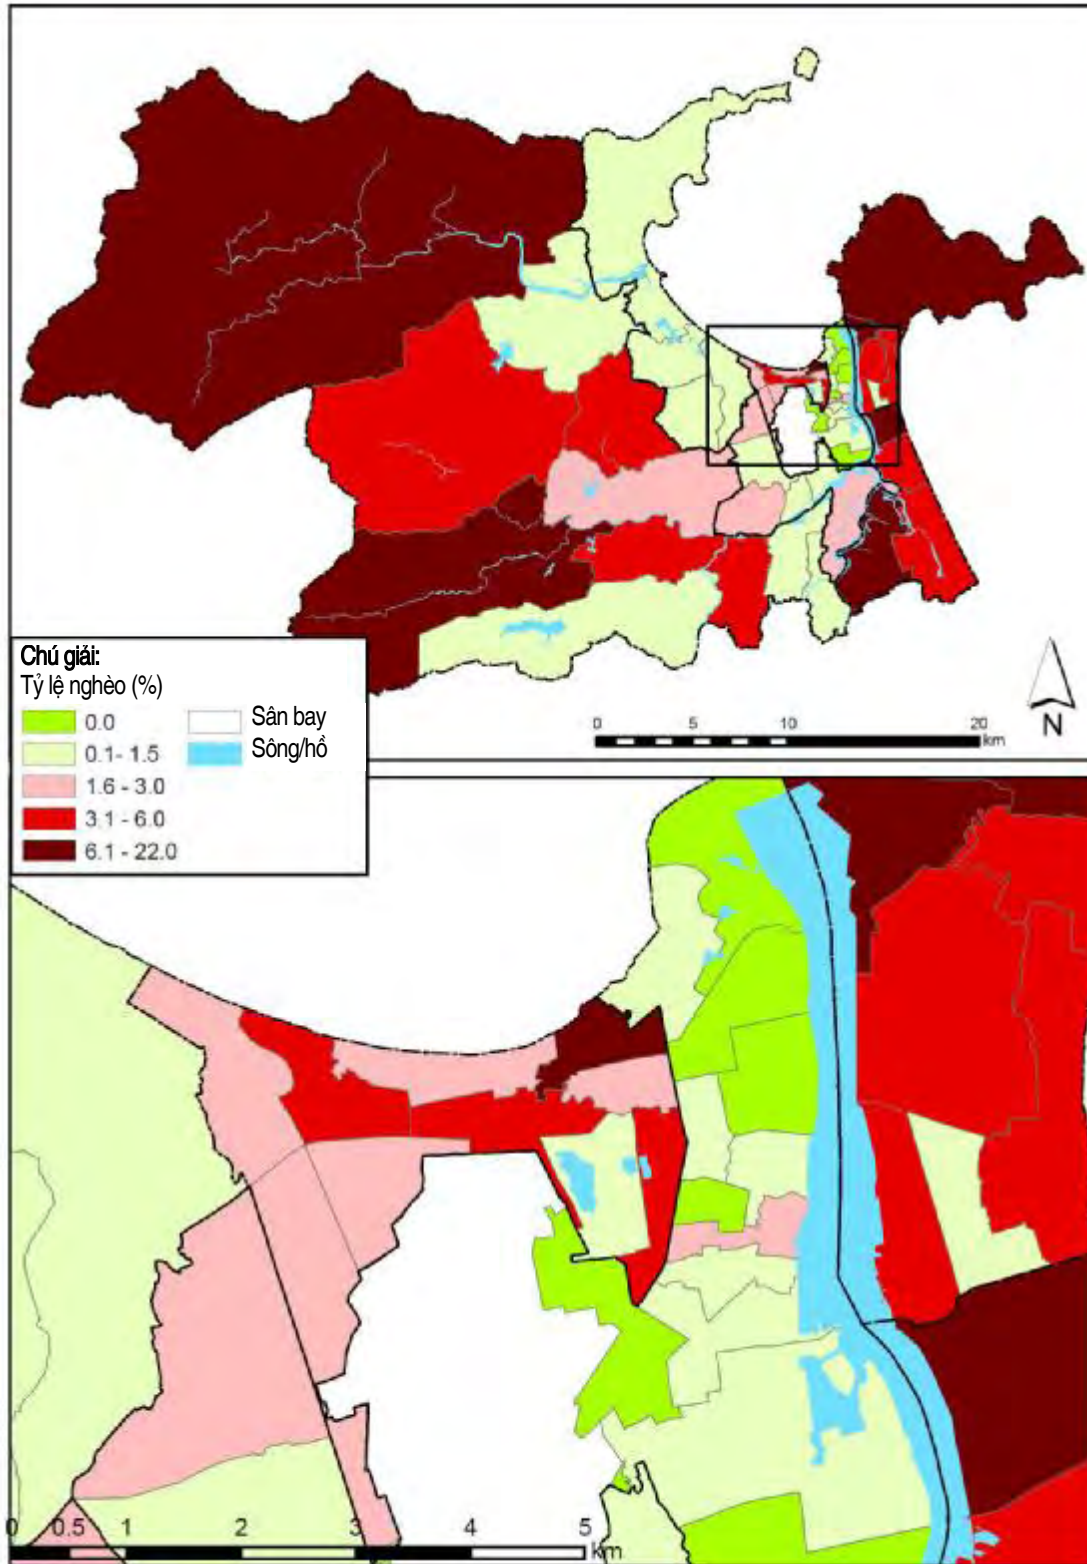 Chú giải:
Tỷ lệ nghèo (%)
0.0
0.1- 1.5
1.6 - 3.0
3.1 - 6.0
6.1 - 22.0
Sân bay
Sông/hồ
0 5 10 20
km
N
0 0.5 1 2 3 4 5
km